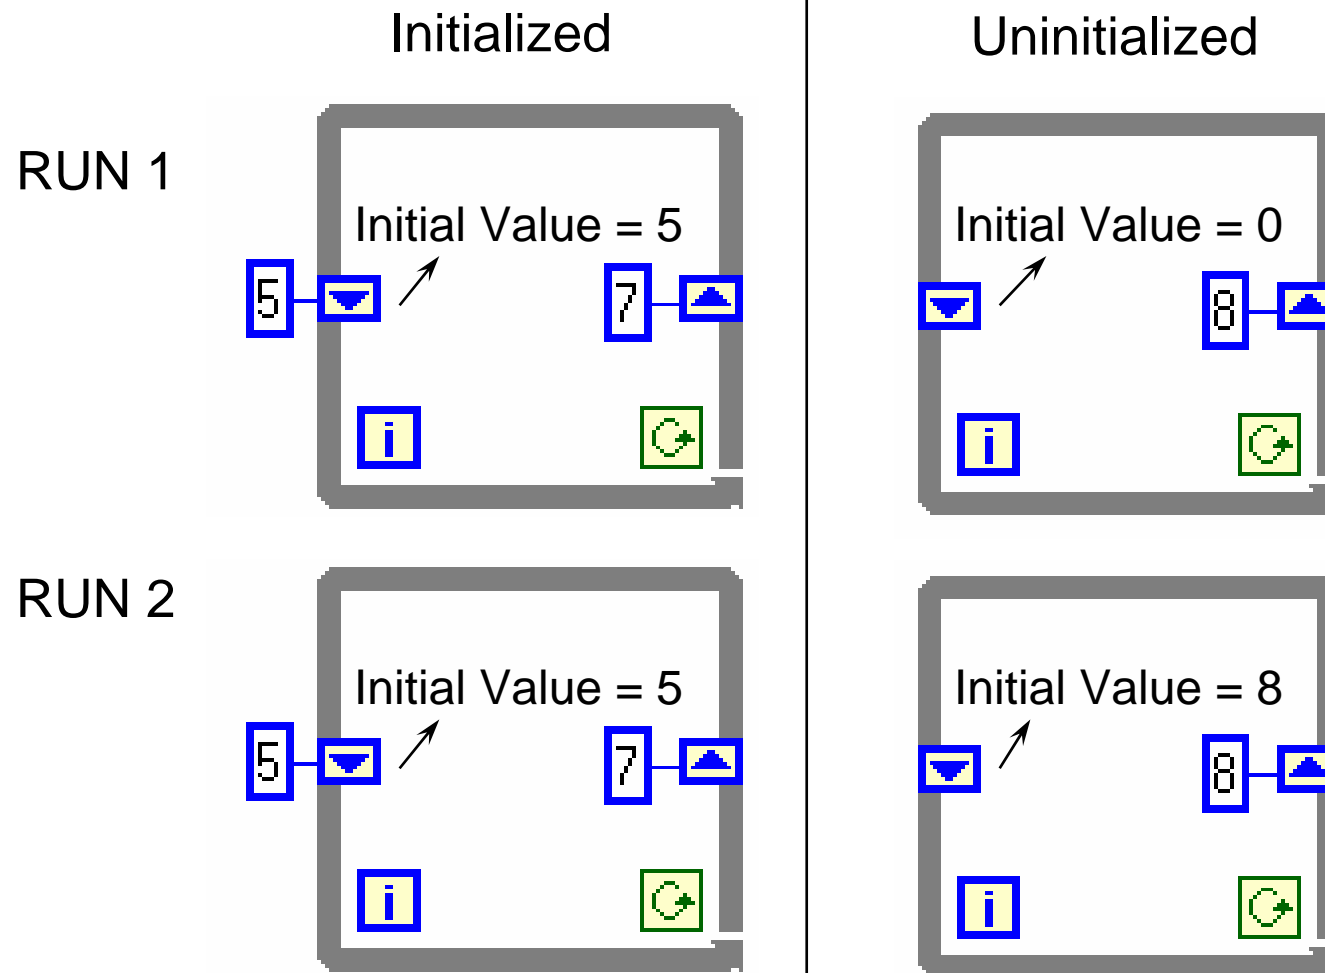 Initialized
Uninitialized
RUN 1
Initial Value = 5
5
7
i
Initial Value = 0
8
i
RUN 2
Initial Value = 5
5
7
i
Initial Value = 8
8
i